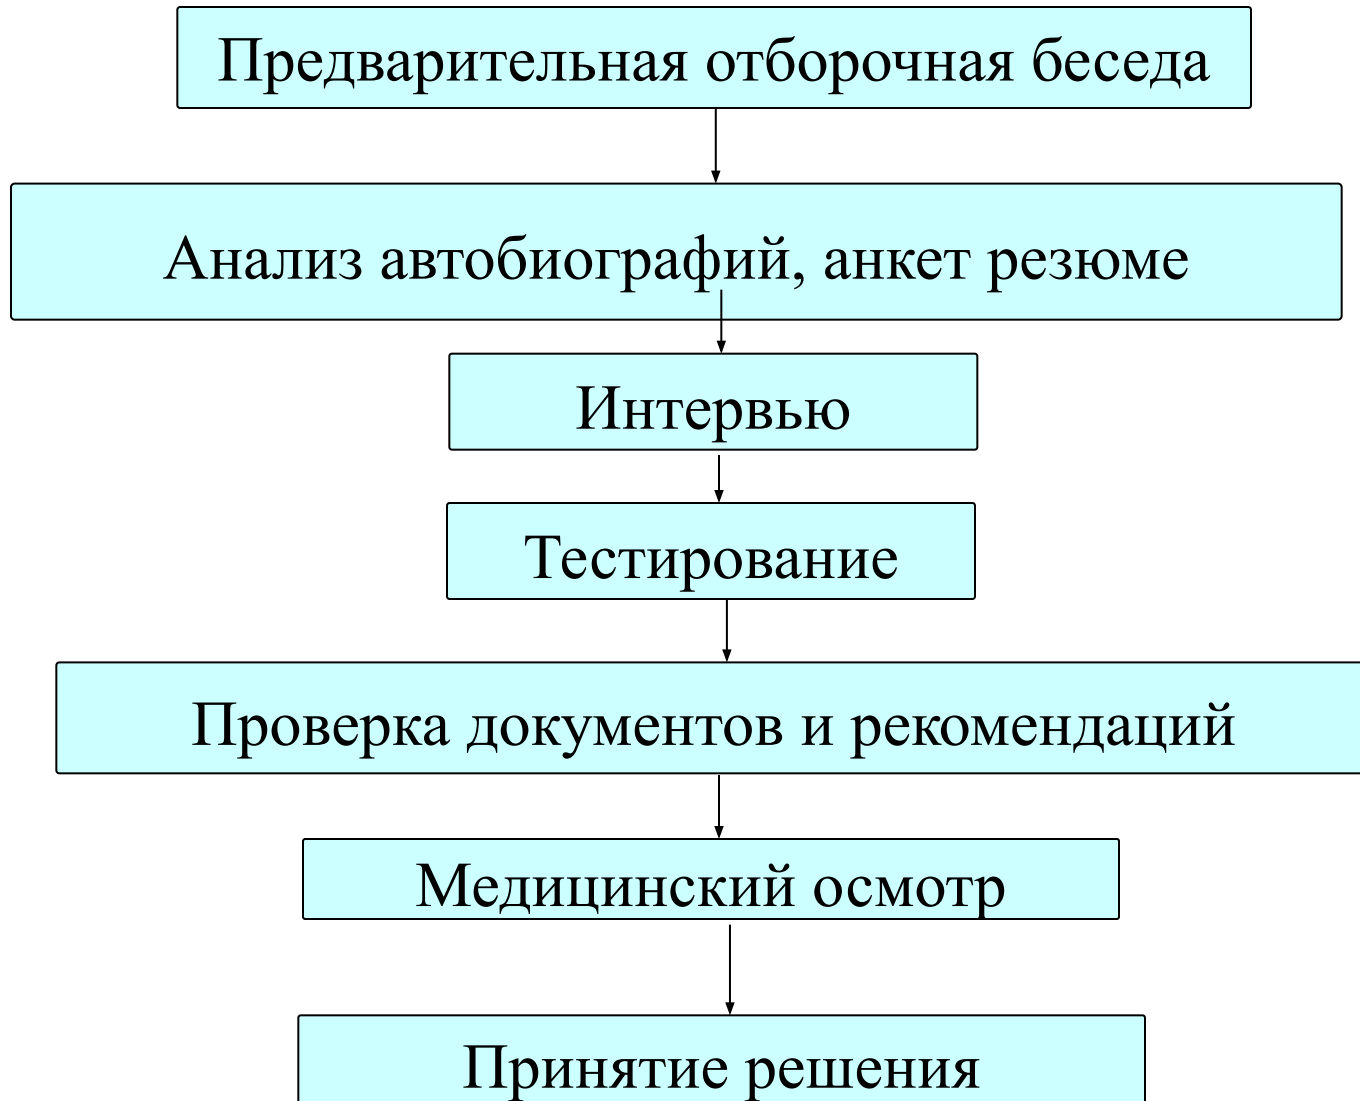 Предварительная отборочная беседа
Анализ автобиографий, анкет резюме
Интервью
Тестирование
Проверка документов и рекомендаций
Медицинский осмотр
Принятие решения